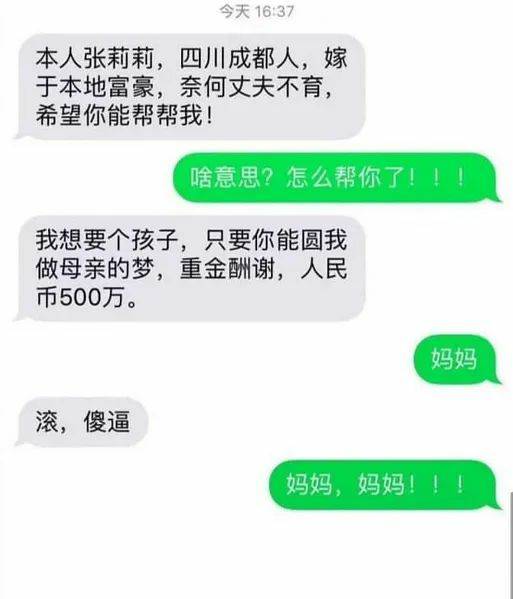 今天 16:37
本人张莉莉，四川成都人，嫁
于本地富豪，奈何丈夫不育，
希望你能帮帮我！
啥意思？怎么帮你了！！！
我想要个孩子，只要你能圆我
做母亲的梦，重金酬谢，人民
币500万。
妈妈
滚，傻逼
妈妈，妈妈！！！